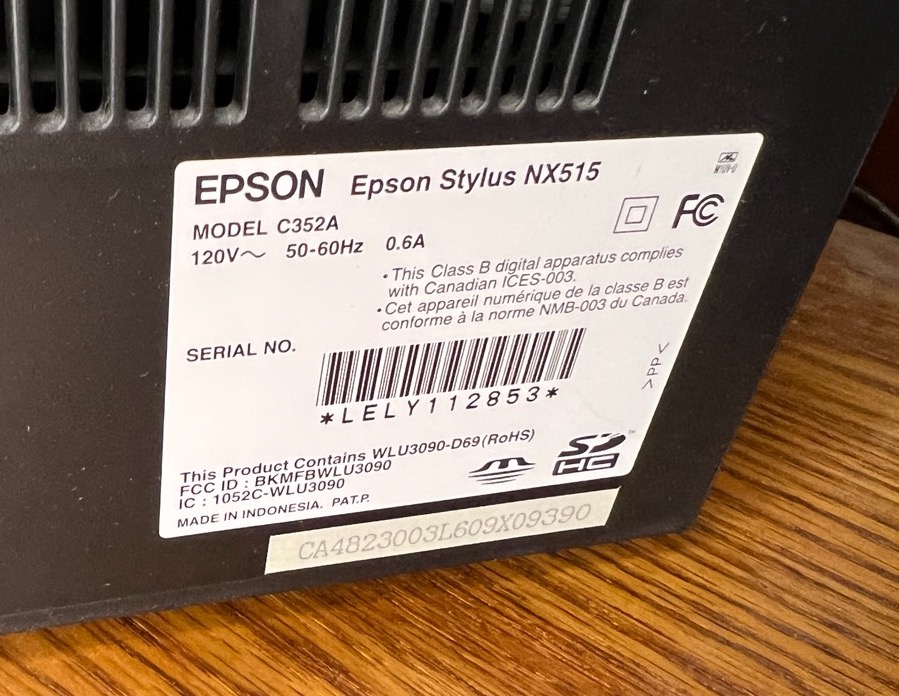 EPSON Epson Stylus NX515
MODEL C352A
120V～ 50-60Hz 0.6A
FC
•This Class B digital apparatus complies
with Canadian ICES-003.
•Cet appareil numérique de la classe B est
conforme à la norme NMB-003 du Canada.
SERIAL NO.
*LELY112853*
>PP<
This Product Contains WLU3090-D69(RoHS)
FCC ID : BKMFBWLU3090
IC : 1052C-WLU3090
MADE IN INDONESIA. PAT.P.
SD™
HC
CA4823003L609X09390